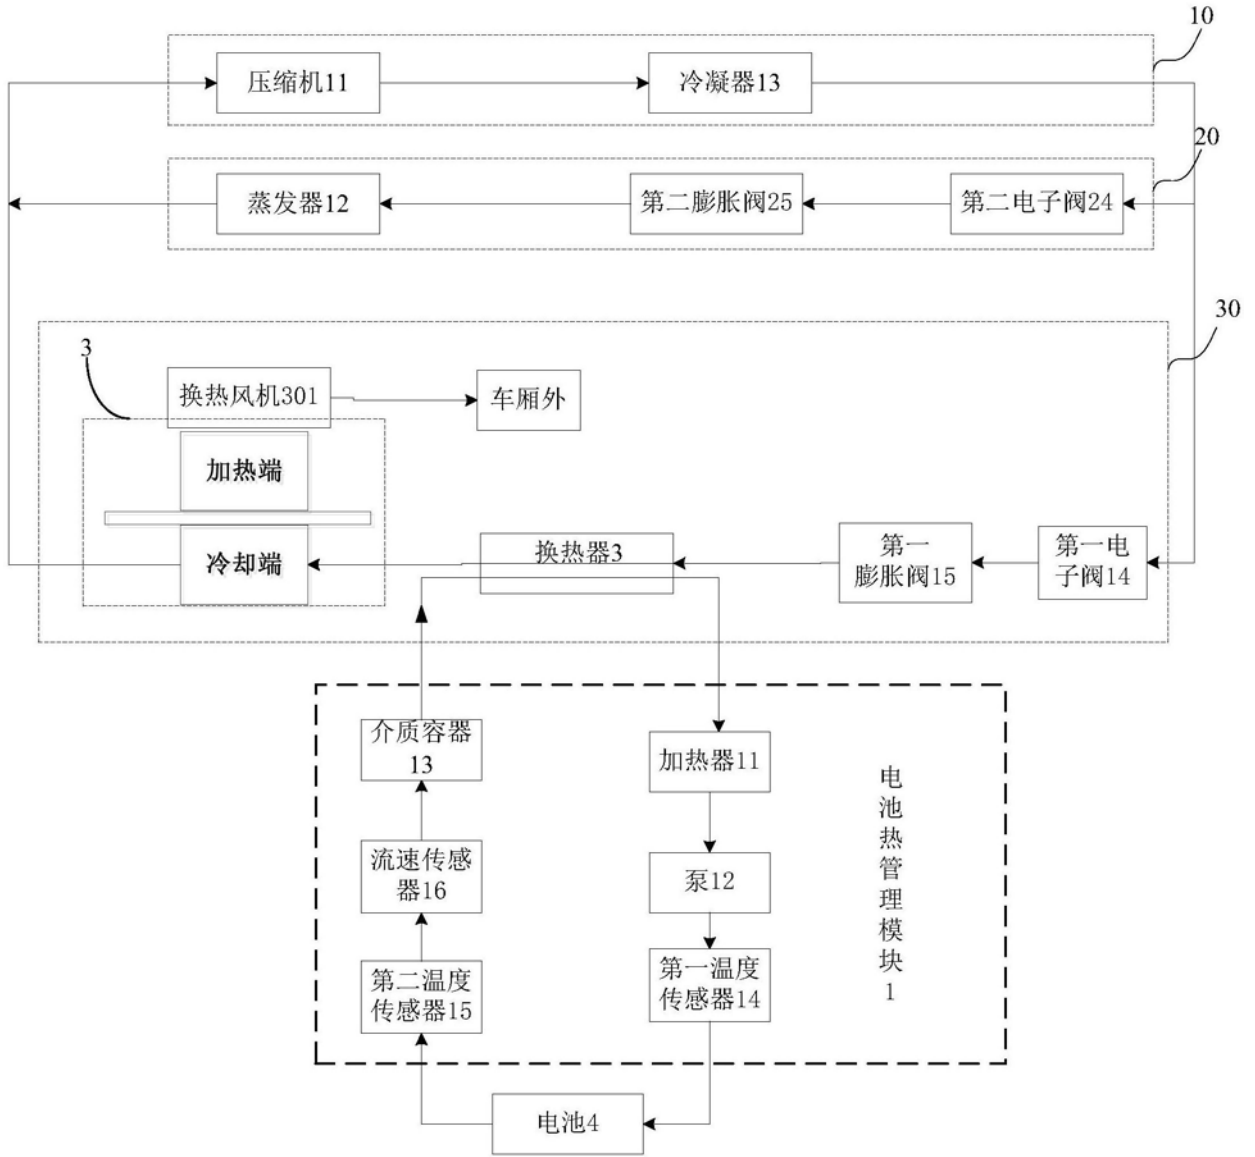 10
压缩机11
冷凝器13
20
蒸发器12
第二膨胀阀25
第二电子阀24
30
3
换热风机301
车厢外
加热端
冷却端
换热器3
第一
膨胀阀15
第一电
子阀14
介质容器
13
加热器11
流速传感
器16
泵12
第二温度
传感器15
第一温度
传感器14
电
池
热
管
理
模
块
1
电池4